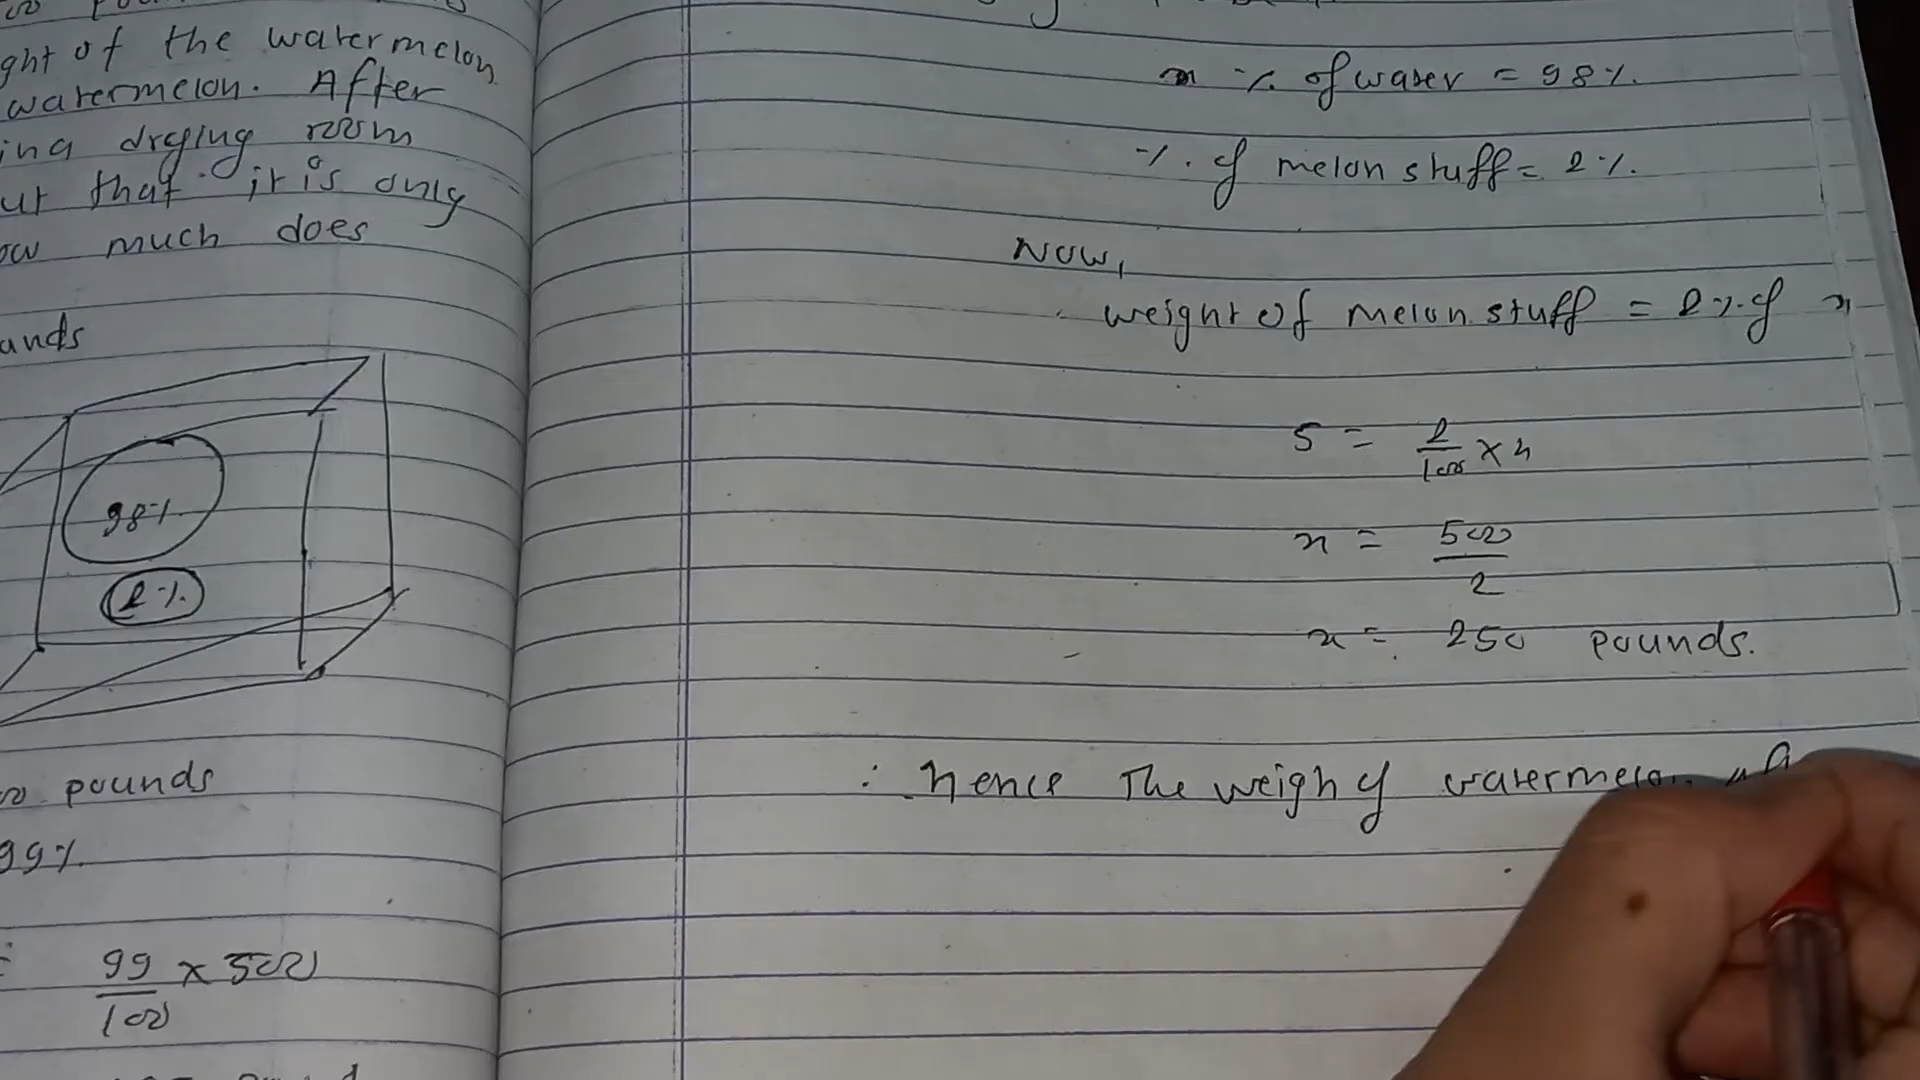 ght of the watermelon
watermelon. After
ing drying room
ut that it is only
ow much does
unds
98%
2%
pounds
99%
99/100 × 500
% of water = 98%.
%. of melon stuff = 2%.
Now,
weight of melon stuff = 2%. of x
5 = 2/100 × x
x = 500/2
x = 250 pounds.
∴ hence The weigh of watermelon